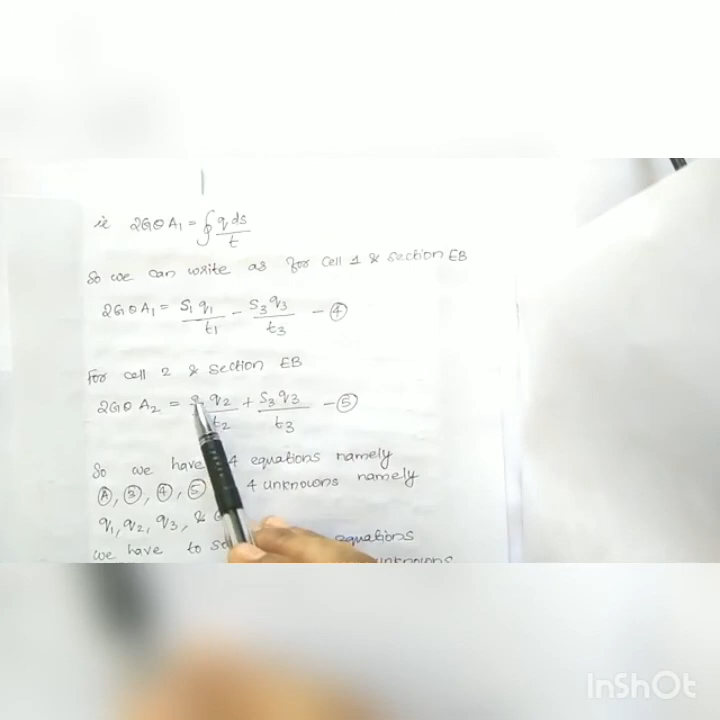 ie 2GθA₁ = ∮ q ds / t
So we can write as for cell 1 & section EB
2GθA₁ = S₁q₁/t₁ - S₃q₃/t₃ - ④
For cell 2 & section EB
2GθA₂ = q₂/t₂ + S₃q₃/t₃ - ⑤
So we have 4 equations namely
Ⓐ, ③, ④, ⑤ 4 unknowns namely
q₁, q₂, q₃, &
we have to equations
unknowns
InShOt